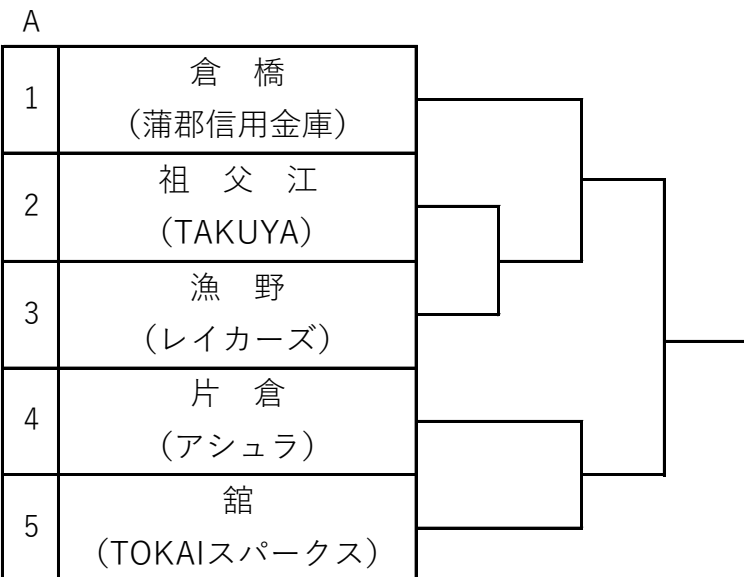 A
1
倉　橋
（蒲郡信用金庫）
2
祖　父　江
（TAKUYA）
3
漁　野
（レイカーズ）
4
片　倉
（アシュラ）
5
舘
（TOKAIスパークス）